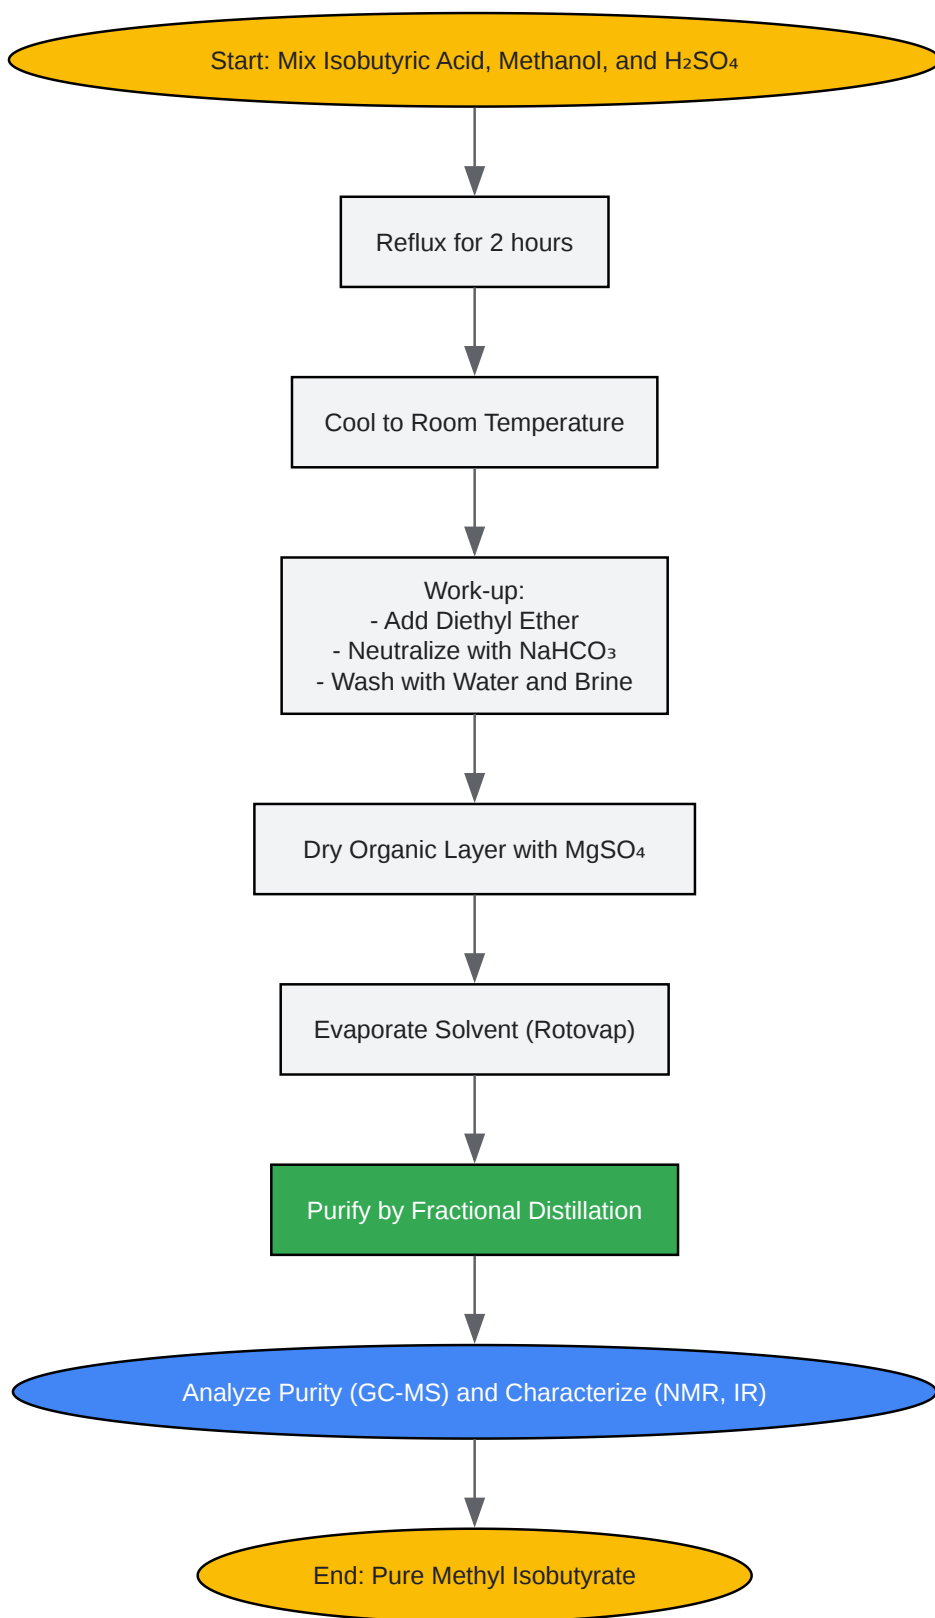 Start: Mix Isobutyric Acid, Methanol, and H₂SO₄
Reflux for 2 hours
Cool to Room Temperature
Work-up:
- Add Diethyl Ether
- Neutralize with NaHCO₃
- Wash with Water and Brine
Dry Organic Layer with MgSO₄
Evaporate Solvent (Rotovap)
Purify by Fractional Distillation
Analyze Purity (GC-MS) and Characterize (NMR, IR)
End: Pure Methyl Isobutyrate